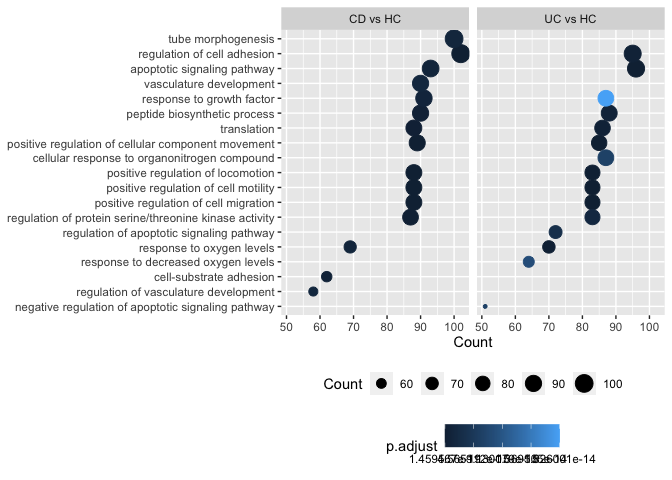 CD vs HC UC vs HC
tube morphogenesis
regulation of cell adhesion
apoptotic signaling pathway
vasculature development
response to growth factor
peptide biosynthetic process
translation
positive regulation of cellular component movement
cellular response to organonitrogen compound
positive regulation of locomotion
positive regulation of cell motility
positive regulation of cell migration
regulation of protein serine/threonine kinase activity
regulation of apoptotic signaling pathway
response to oxygen levels
response to decreased oxygen levels
cell-substrate adhesion
regulation of vasculature development
negative regulation of apoptotic signaling pathway
50 60 70 80 90 100 50 60 70 80 90 100
Count
Count 60 70 80 90 100
p.adjust